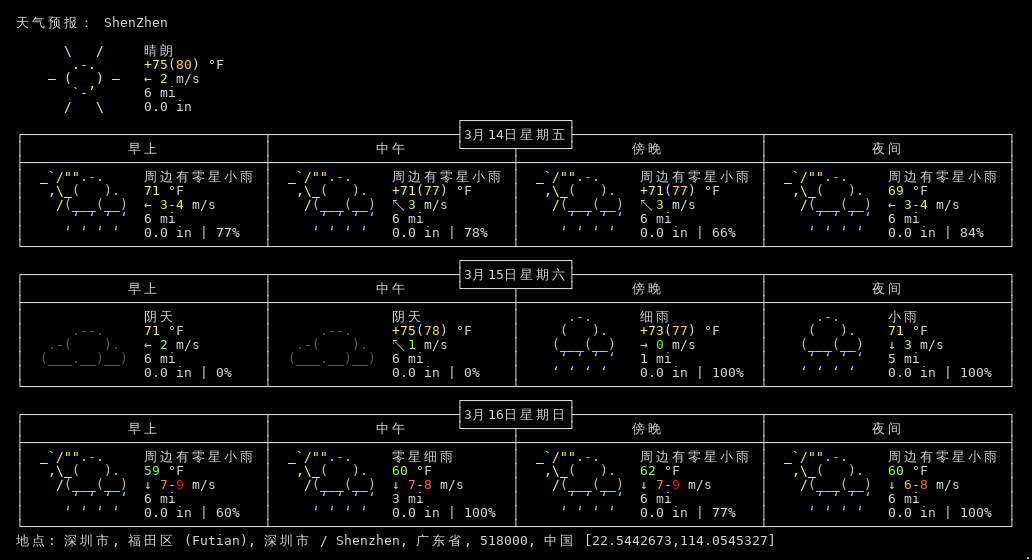 天气预报： ShenZhen
晴朗
+75(80) °F
← 2 m/s
6 mi
0.0 in
3月14日星期五
早上 中午 傍晚 夜间
周边有零星小雨 周边有零星小雨 周边有零星小雨 周边有零星小雨
71 °F +71(77) °F +71(77) °F 69 °F
← 3-4 m/s ↖ 3 m/s ↖ 3 m/s ← 3-4 m/s
6 mi 6 mi 6 mi 6 mi
0.0 in | 77% 0.0 in | 78% 0.0 in | 66% 0.0 in | 84%
3月15日星期六
早上 中午 傍晚 夜间
阴天 阴天 细雨 小雨
71 °F +75(78) °F +73(77) °F 71 °F
← 2 m/s ↖ 1 m/s → 0 m/s ↓ 3 m/s
6 mi 6 mi 1 mi 5 mi
0.0 in | 0% 0.0 in | 0% 0.0 in | 100% 0.0 in | 100%
3月16日星期日
早上 中午 傍晚 夜间
周边有零星小雨 零星细雨 周边有零星小雨 周边有零星小雨
59 °F 60 °F 62 °F 60 °F
↓ 7-9 m/s ↓ 7-8 m/s ↓ 7-9 m/s ↓ 6-8 m/s
6 mi 3 mi 6 mi 6 mi
0.0 in | 60% 0.0 in | 100% 0.0 in | 77% 0.0 in | 100%
地点: 深圳市, 福田区 (Futian), 深圳市 / Shenzhen, 广东省, 518000, 中国 [22.5442673,114.0545327]